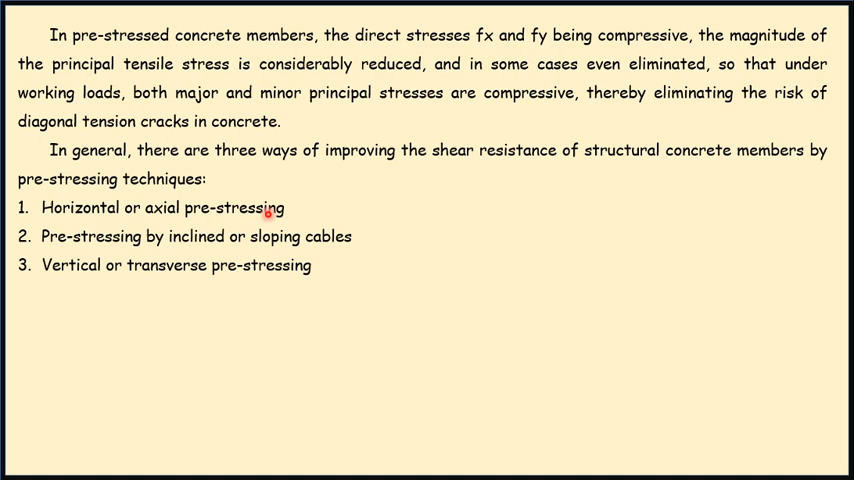 In pre-stressed concrete members, the direct stresses fx and fy being compressive, the magnitude of
the principal tensile stress is considerably reduced, and in some cases even eliminated, so that under
working loads, both major and minor principal stresses are compressive, thereby eliminating the risk of
diagonal tension cracks in concrete.
In general, there are three ways of improving the shear resistance of structural concrete members by
pre-stressing techniques:
1. Horizontal or axial pre-stressing
2. Pre-stressing by inclined or sloping cables
3. Vertical or transverse pre-stressing